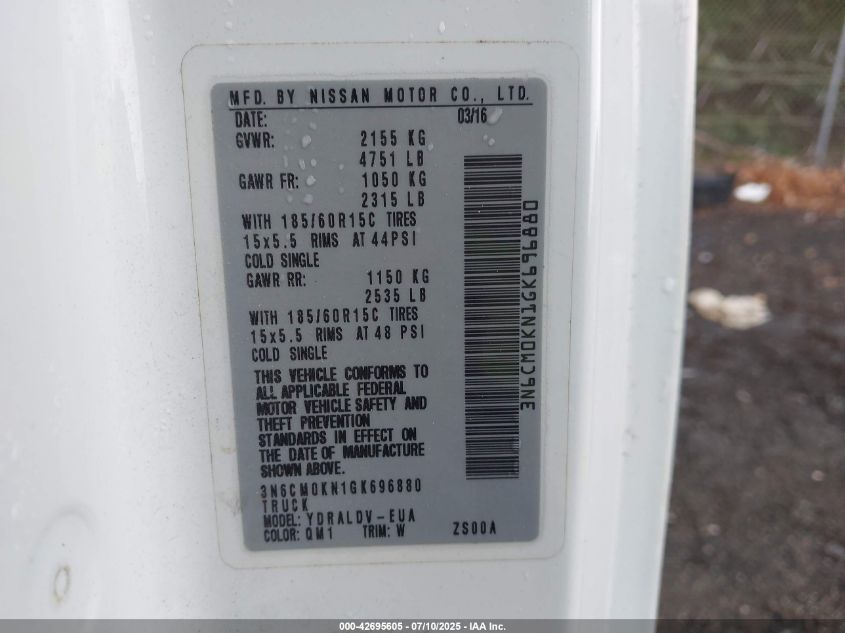 MFD. BY NISSAN MOTOR CO., LTD.
DATE: 03/16
GVWR: 2155 KG
4751 LB
GAWR FR: 1050 KG
2315 LB
WITH 185/60R15C TIRES
15x5.5 RIMS AT 44PSI
COLD SINGLE
GAWR RR: 1150 KG
2535 LB
WITH 185/60R15C TIRES
15x5.5 RIMS AT 48 PSI
COLD SINGLE
THIS VEHICLE CONFORMS TO
ALL APPLICABLE FEDERAL
MOTOR VEHICLE SAFETY AND
THEFT PREVENTION
STANDARDS IN EFFECT ON
THE DATE OF MANUFACTURE
SHOWN ABOVE.
3N6CM0KN1GK696880
TRUCK
MODEL: YDRALDV-EUA
COLOR: QM1 TRIM: W ZS00A
3N6CM0KN1GK696880
000-42695605 - 07/10/2025 - IAA Inc.